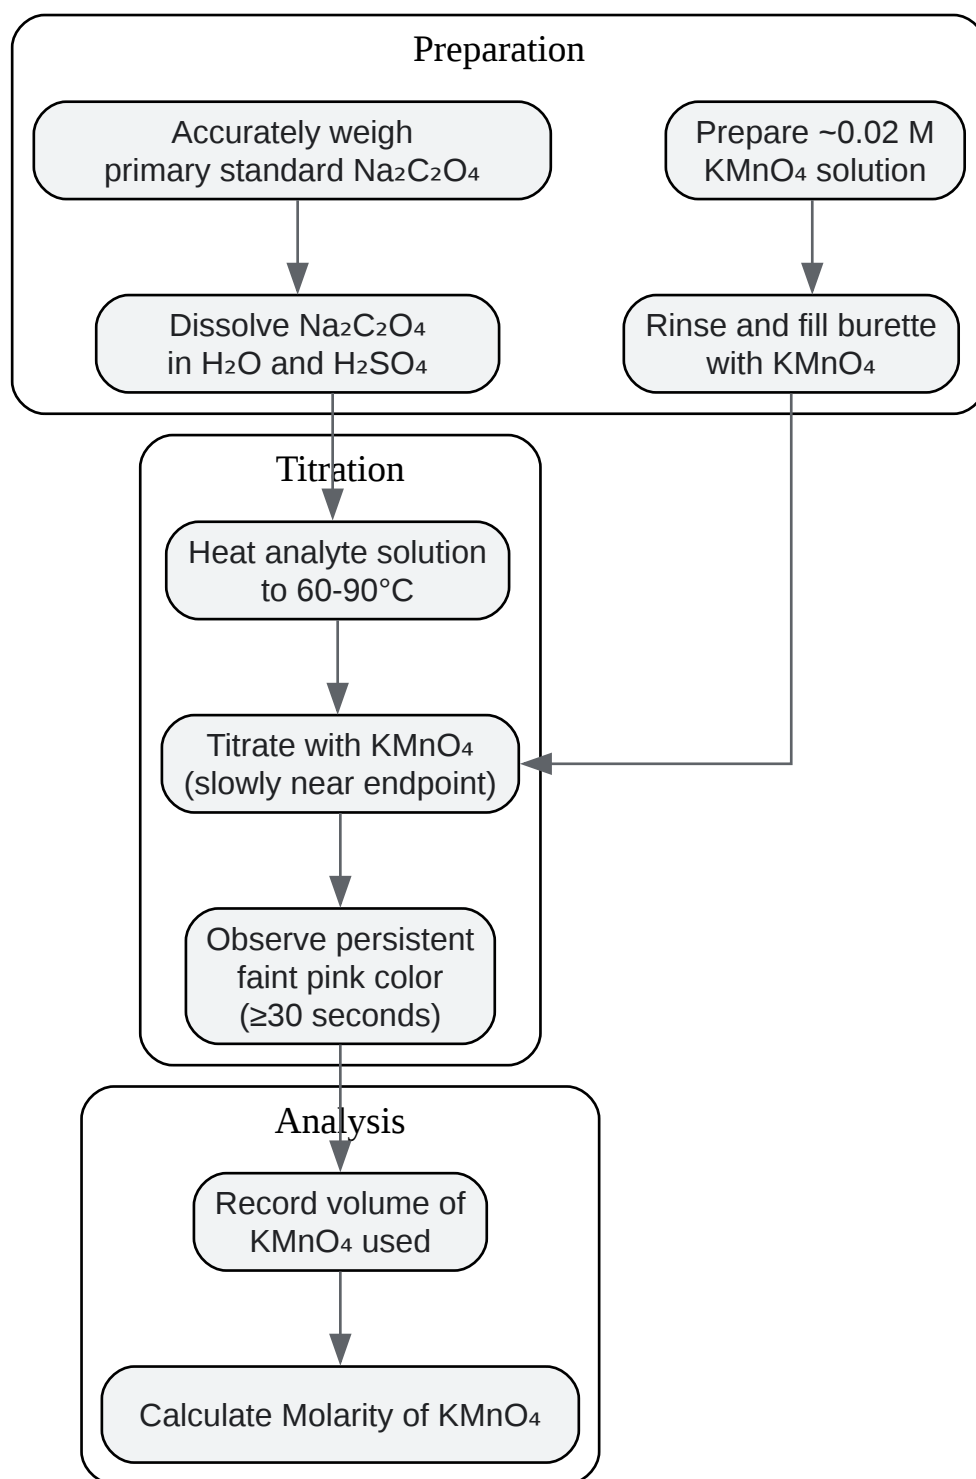 Preparation
Accurately weigh
primary standard Na₂C₂O₄
Prepare ~0.02 M
KMnO₄ solution
Dissolve Na₂C₂O₄
in H₂O and H₂SO₄
Rinse and fill burette
with KMnO₄
Titration
Heat analyte solution
to 60-90°C
Titrate with KMnO₄
(slowly near endpoint)
Observe persistent
faint pink color
(≥30 seconds)
Analysis
Record volume of
KMnO₄ used
Calculate Molarity of KMnO₄